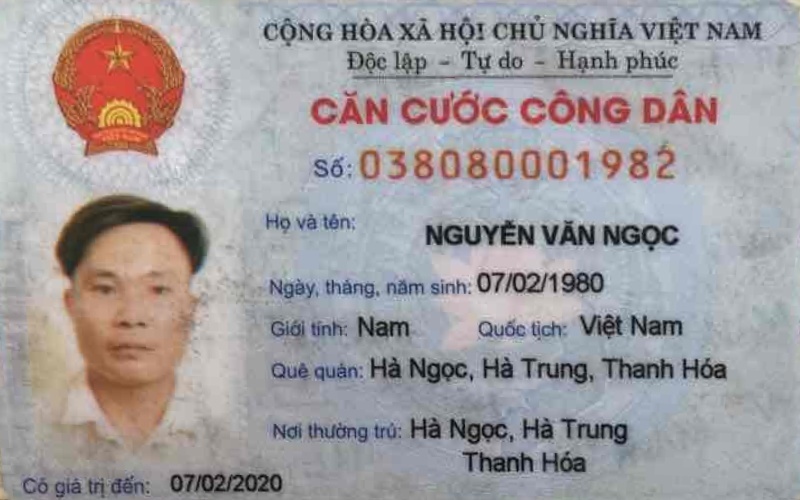 CỘNG HÒA XÃ HỘI CHỦ NGHĨA VIỆT NAM
Độc lập - Tự do - Hạnh phúc
CĂN CƯỚC CÔNG DÂN
Số: 038080001982
Họ và tên: NGUYỄN VĂN NGỌC
Ngày, tháng, năm sinh: 07/02/1980
Giới tính: Nam Quốc tịch: Việt Nam
Quê quán: Hà Ngọc, Hà Trung, Thanh Hóa
Nơi thường trú: Hà Ngọc, Hà Trung
Thanh Hóa
Có giá trị đến: 07/02/2020